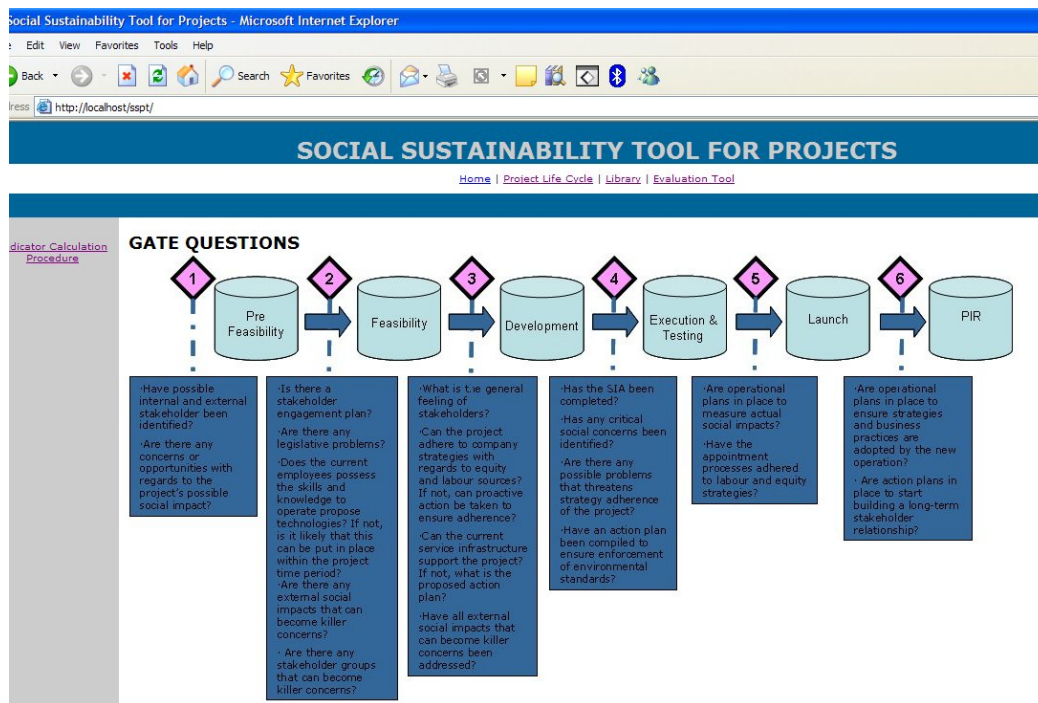 Social Sustainability Tool for Projects - Microsoft Internet Explorer
Edit View Favorites Tools Help
Back Search Favorites
http://localhost/sspt/
SOCIAL SUSTAINABILITY TOOL FOR PROJECTS
Home | Project Life Cycle | Library | Evaluation Tool
dicator Calculation
Procedure
GATE QUESTIONS
1
2
3
4
5
6
Pre
Feasibility
Feasibility
Development
Execution &
Testing
Launch
PIR
·Have possible
internal and external
stakeholder been
identified?
·Are there any
concerns or
opportunities with
regards to the
project's possible
social impact?
·Is there a
stakeholder
engagement plan?
·Are there any
legislative problems?
·Does the current
employees possess
the skills and
knowledge to
operate propose
technologies? If not,
is it likely that this
can be put in place
within the project
time period?
·Are there any
external social
impacts that can
become killer
concerns?
· Are there any
stakeholder groups
that can become
killer concerns?
·What is the general
feeling of
stakeholders?
·Can the project
adhere to company
strategies with
regards to equity
and labour sources?
If not, can proactive
action be taken to
ensure adherence?
·Can the current
service infrastructure
support the project?
If not, what is the
proposed action
plan?
·Have all external
social impacts that
can become killer
concerns been
addressed?
·Has the SIA been
completed?
·Has any critical
social concerns been
identified?
·Are there any
possible problems
that threatens
strategy adherence
of the project?
·Have an action plan
been compiled to
ensure enforcement
of environmental
standards?
·Are operational
plans in place to
measure actual
social impacts?
·Have the
appointment
processes adhered
to labour and equity
strategies?
·Are operational
plans in place to
ensure strategies
and business
practices are
adopted by the new
operation?
· Are action plans in
place to start
building a long-term
stakeholder
relationship?